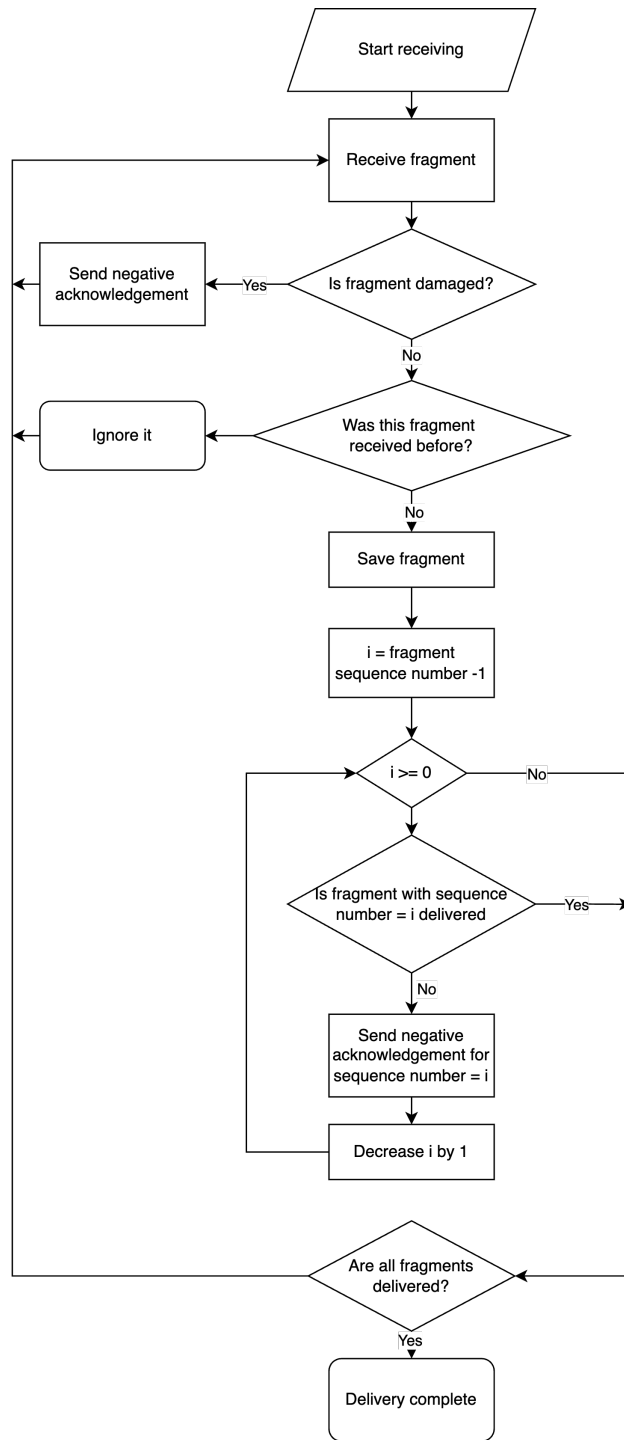 Start receiving
Receive fragment
Is fragment damaged?
Yes
Send negative
acknowledgement
No
Was this fragment
received before?
Ignore it
No
Save fragment
i = fragment
sequence number -1
i >= 0
No
Is fragment with sequence
number = i delivered
Yes
No
Send negative
acknowledgement for
sequence number = i
Decrease i by 1
Are all fragments
delivered?
Yes
Delivery complete